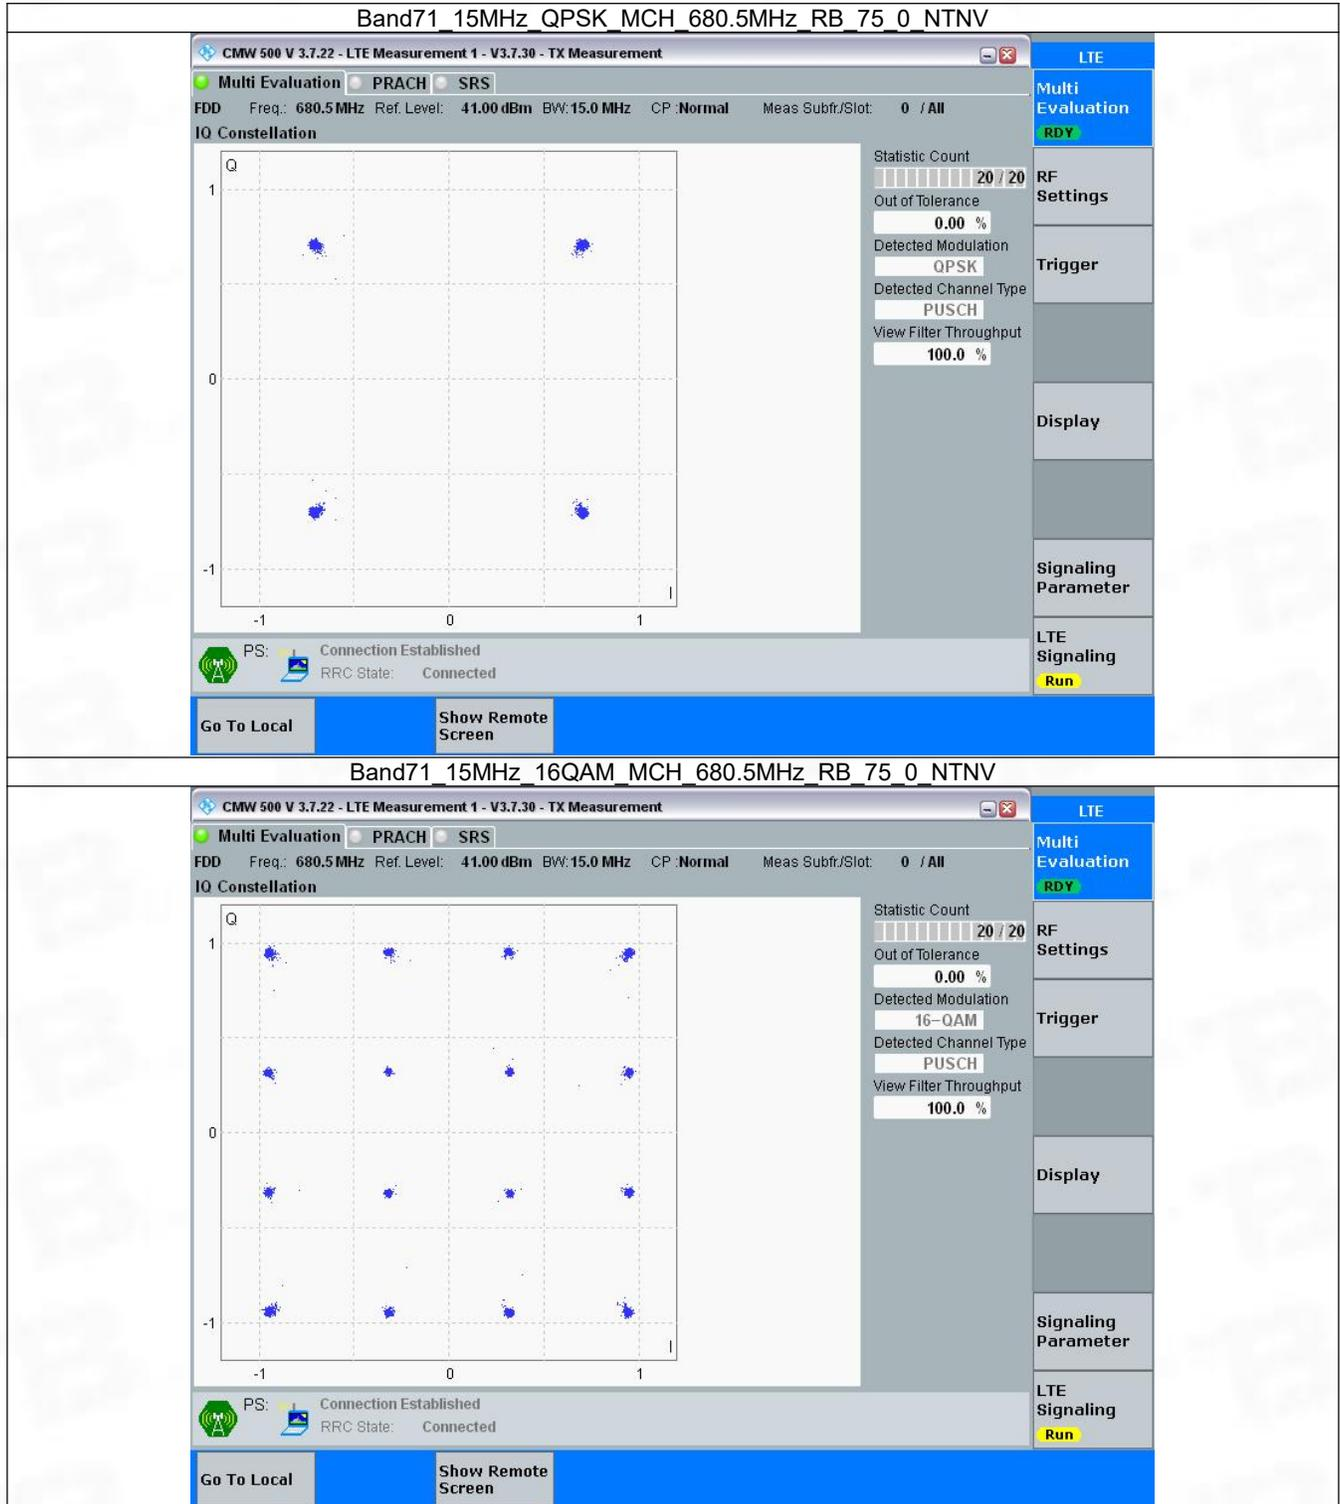 Band71_15MHz_QPSK_MCH_680.5MHz_RB_75_0_NTNV
CMW 500 V 3.7.22 - LTE Measurement 1 - V3.7.30 - TX Measurement
LTE
Multi Evaluation PRACH SRS
Multi
Evaluation
RDY
FDD Freq.: 680.5 MHz Ref. Level: 41.00 dBm BW: 15.0 MHz CP : Normal Meas Subfr./Slot: 0 / All
IQ Constellation
Q
1
0
-1
I
-1 0 1
Statistic Count
20 / 20
Out of Tolerance
0.00 %
Detected Modulation
QPSK
Detected Channel Type
PUSCH
View Filter Throughput
100.0 %
RF
Settings
Trigger
Display
Signaling
Parameter
LTE
Signaling
Run
PS: Connection Established
RRC State: Connected
Go To Local
Show Remote
Screen
Band71_15MHz_16QAM_MCH_680.5MHz_RB_75_0_NTNV
CMW 500 V 3.7.22 - LTE Measurement 1 - V3.7.30 - TX Measurement
LTE
Multi Evaluation PRACH SRS
Multi
Evaluation
RDY
FDD Freq.: 680.5 MHz Ref. Level: 41.00 dBm BW: 15.0 MHz CP : Normal Meas Subfr./Slot: 0 / All
IQ Constellation
Q
1
0
-1
I
-1 0 1
Statistic Count
20 / 20
Out of Tolerance
0.00 %
Detected Modulation
16-QAM
Detected Channel Type
PUSCH
View Filter Throughput
100.0 %
RF
Settings
Trigger
Display
Signaling
Parameter
LTE
Signaling
Run
PS: Connection Established
RRC State: Connected
Go To Local
Show Remote
Screen